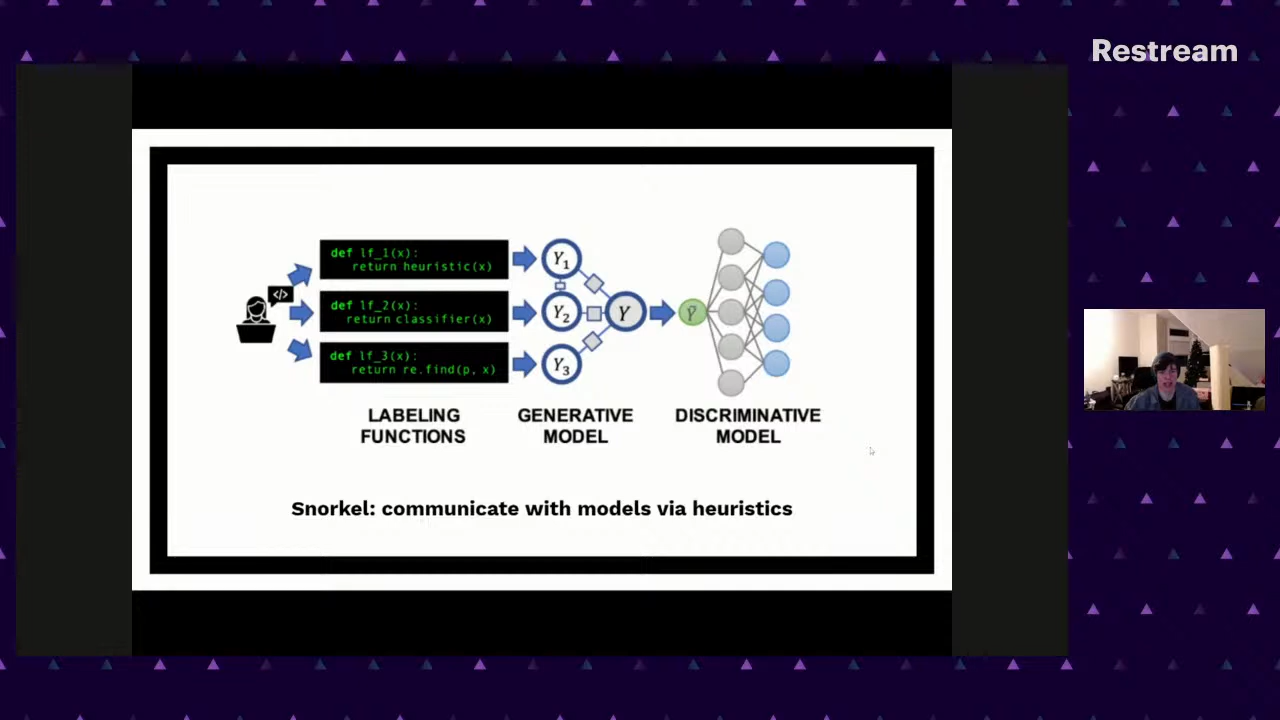 Restream
def lf_1(x):
return heuristic(x)
</>
def lf_2(x):
return classifier(x)
def lf_3(x):
return re.find(p, x)
Y₁
Y₂
Y₃
Y
Ỹ
LABELING
FUNCTIONS
GENERATIVE
MODEL
DISCRIMINATIVE
MODEL
Snorkel: communicate with models via heuristics